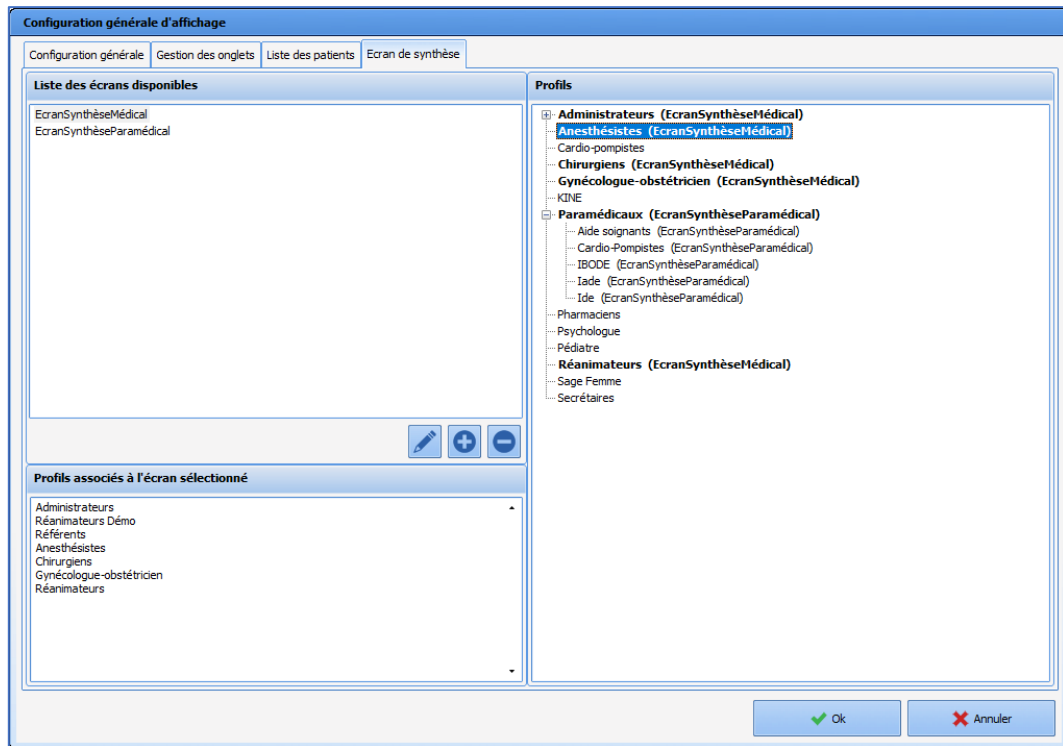 Configuration générale d'affichage
Configuration générale
Gestion des onglets
Liste des patients
Ecran de synthèse
Liste des écrans disponibles
EcranSynthèseMédical
EcranSynthèseParamédical
Profils associés à l'écran sélectionné
Administrateurs
Réanimateurs Démo
Référents
Anesthésistes
Chirurgiens
Gynécologue-obstétricien
Réanimateurs
Profils
Administrateurs (EcranSynthèseMédical)
Anesthésistes (EcranSynthèseMédical)
Cardio-pompistes
Chirurgiens (EcranSynthèseMédical)
Gynécologue-obstétricien (EcranSynthèseMédical)
KINE
Paramédicaux (EcranSynthèseParamédical)
Aide soignants (EcranSynthèseParamédical)
Cardio-Pompistes (EcranSynthèseParamédical)
IBODE (EcranSynthèseParamédical)
Iade (EcranSynthèseParamédical)
Ide (EcranSynthèseParamédical)
Pharmaciens
Psychologue
Pédiatre
Réanimateurs (EcranSynthèseMédical)
Sage Femme
Secrétaires
Ok
Annuler